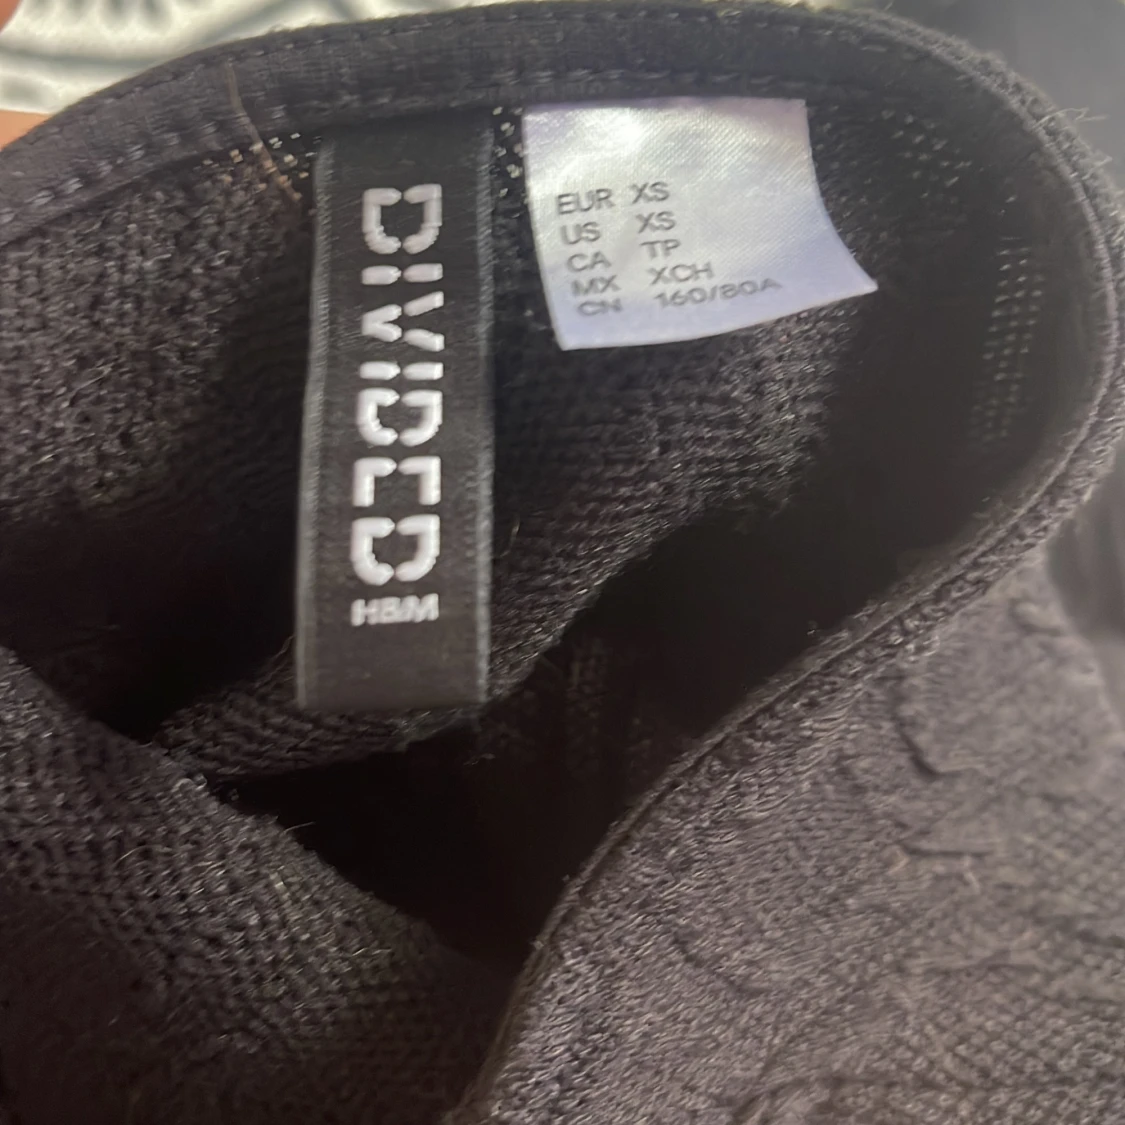 DIVIDED
H&M
EUR XS
US XS
CA TP
MX XCH
CN 160/80A